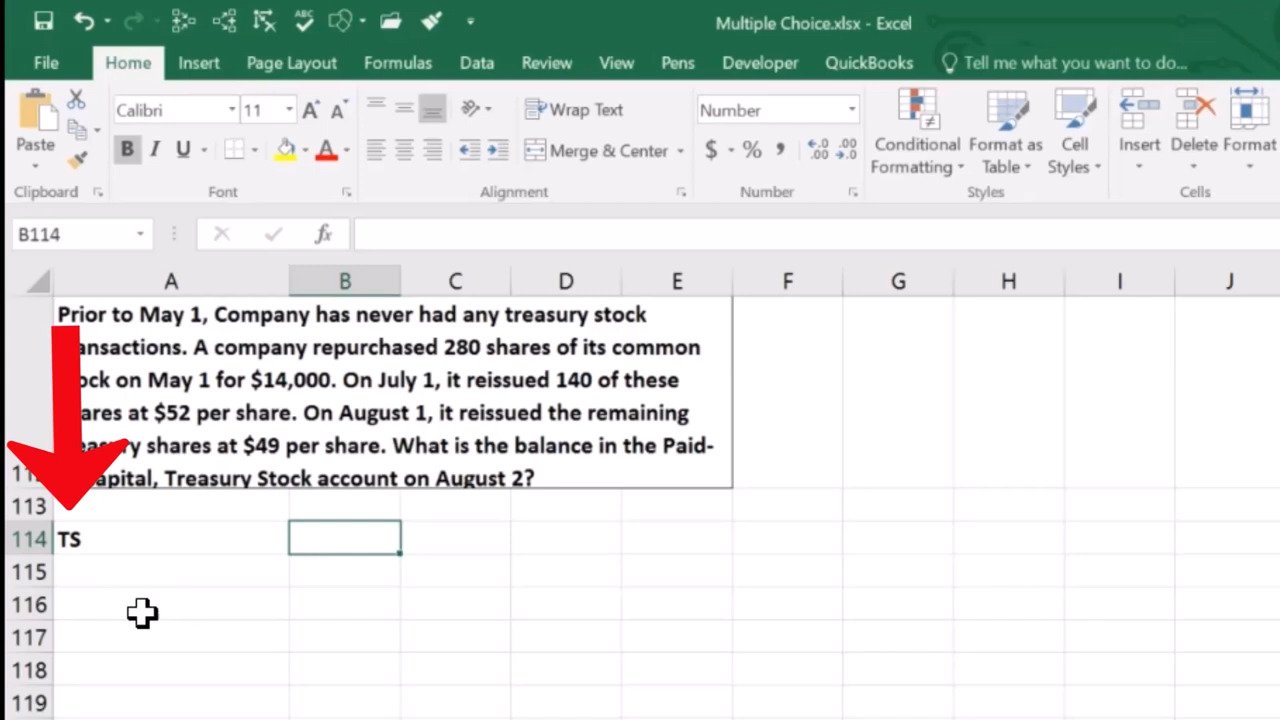 Multiple Choice.xlsx - Excel
File Home Insert Page Layout Formulas Data Review View Pens Developer QuickBooks Tell me what you want to do...
Calibri 11 A A Wrap Text Number
Paste B I U A Merge & Center $ % , .0 .00 .00 .0 Conditional Formatting Format as Table Cell Styles Insert Delete Format
Clipboard Font Alignment Number Styles Cells
B114 fx
A B C D E F G H I J
Prior to May 1, Company has never had any treasury stock
ansactions. A company repurchased 280 shares of its common
ock on May 1 for $14,000. On July 1, it reissued 140 of these
ares at $52 per share. On August 1, it reissued the remaining
shares at $49 per share. What is the balance in the Paid-
apital, Treasury Stock account on August 2?
113
114 TS
115
116
117
118
119